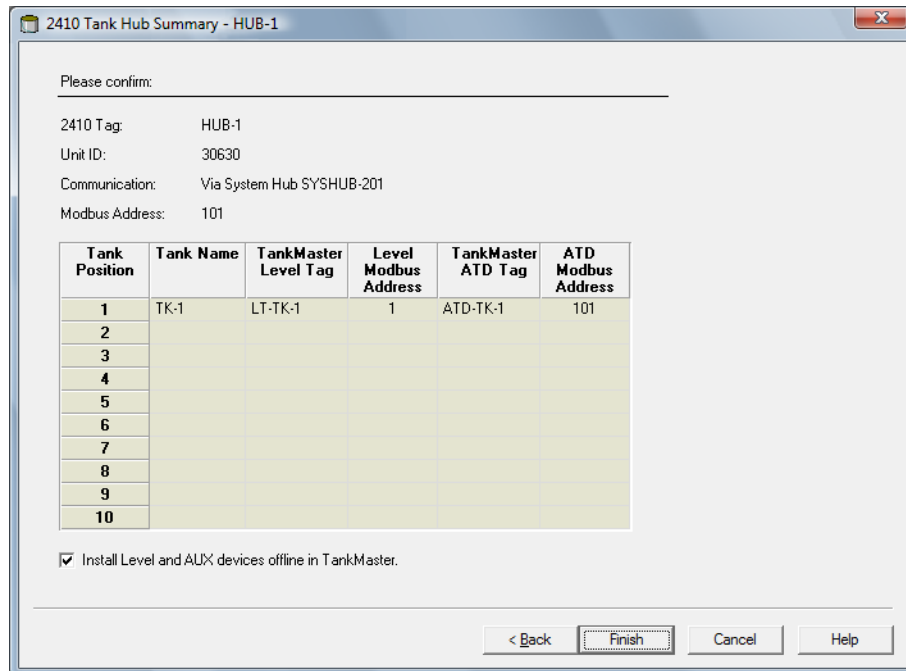 2410 Tank Hub Summary - HUB-1
Please confirm:
2410 Tag: HUB-1
Unit ID: 30630
Communication: Via System Hub SYSHUB-201
Modbus Address: 101
Tank Position Tank Name TankMaster Level Tag Level Modbus Address TankMaster ATD Tag ATD Modbus Address
1 TK-1 LT-TK-1 1 ATD-TK-1 101
2
3
4
5
6
7
8
9
10
Install Level and AUX devices offline in TankMaster.
< Back Finish Cancel Help